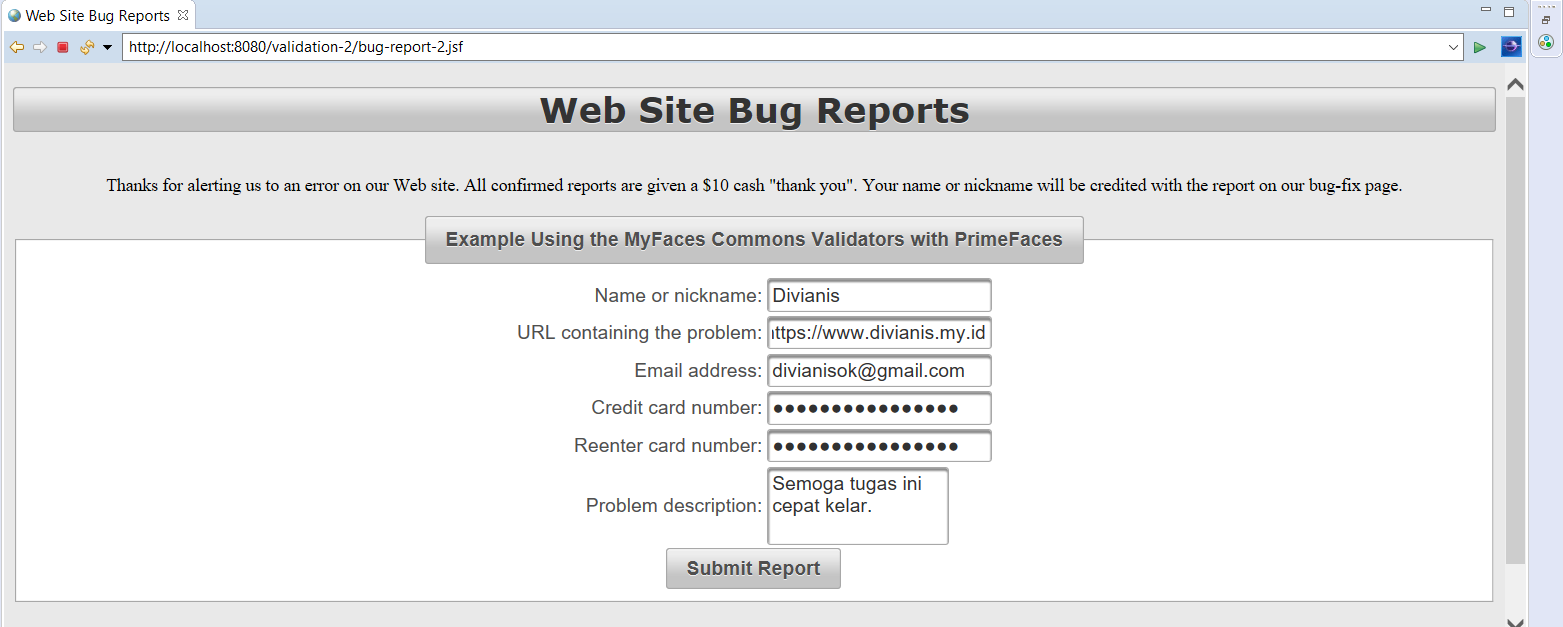 Web Site Bug Reports
http://localhost:8080/validation-2/bug-report-2.jsf
Web Site Bug Reports
Thanks for alerting us to an error on our Web site. All confirmed reports are given a $10 cash "thank you". Your name or nickname will be credited with the report on our bug-fix page.
Example Using the MyFaces Commons Validators with PrimeFaces
Name or nickname: Divianis
URL containing the problem: ttps://www.divianis.my.id
Email address: divianisok@gmail.com
Credit card number: ●●●●●●●●●●●●●●●●
Reenter card number: ●●●●●●●●●●●●●●●●
Problem description: Semoga tugas ini
cepat kelar.
Submit Report